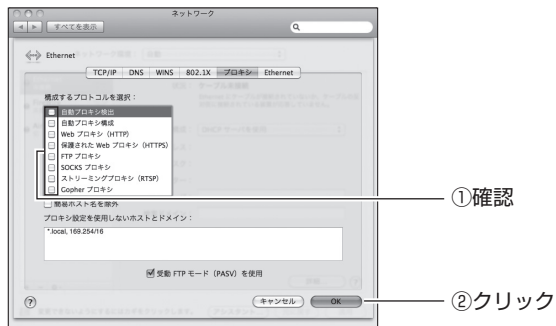 ネットワーク
すべてを表示
Ethernet
TCP/IP DNS WINS 802.1X プロキシ Ethernet
構成するプロトコルを選択：
自動プロキシ検出
自動プロキシ構成
Web プロキシ（HTTP）
保護された Web プロキシ（HTTPS）
FTP プロキシ
SOCKS プロキシ
ストリーミングプロキシ（RTSP）
Gopher プロキシ
①確認
簡易ホスト名を除外
プロキシ設定を使用しないホストとドメイン：
*.local, 169.254/16
受動 FTP モード（PASV）を使用
? キャンセル OK
②クリック